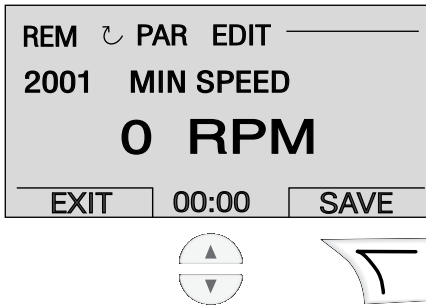 REM ↻ PAR EDIT
2001 MIN SPEED
0 RPM
EXIT 00:00 SAVE